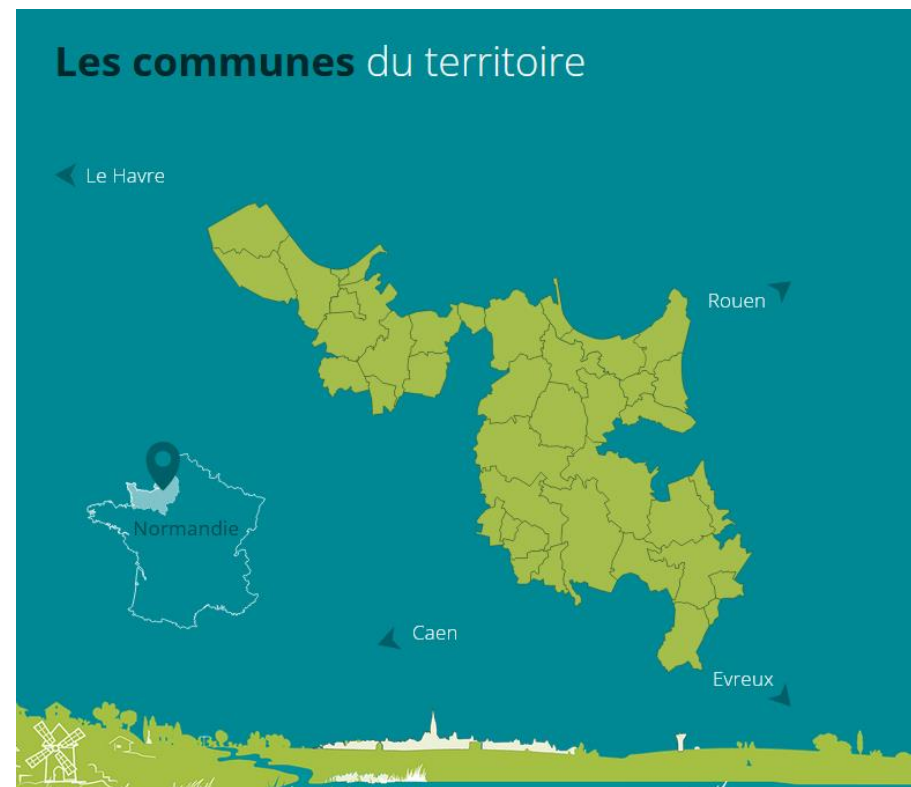 Les communes du territoire
Le Havre
Rouen
Normandie
Caen
Evreux